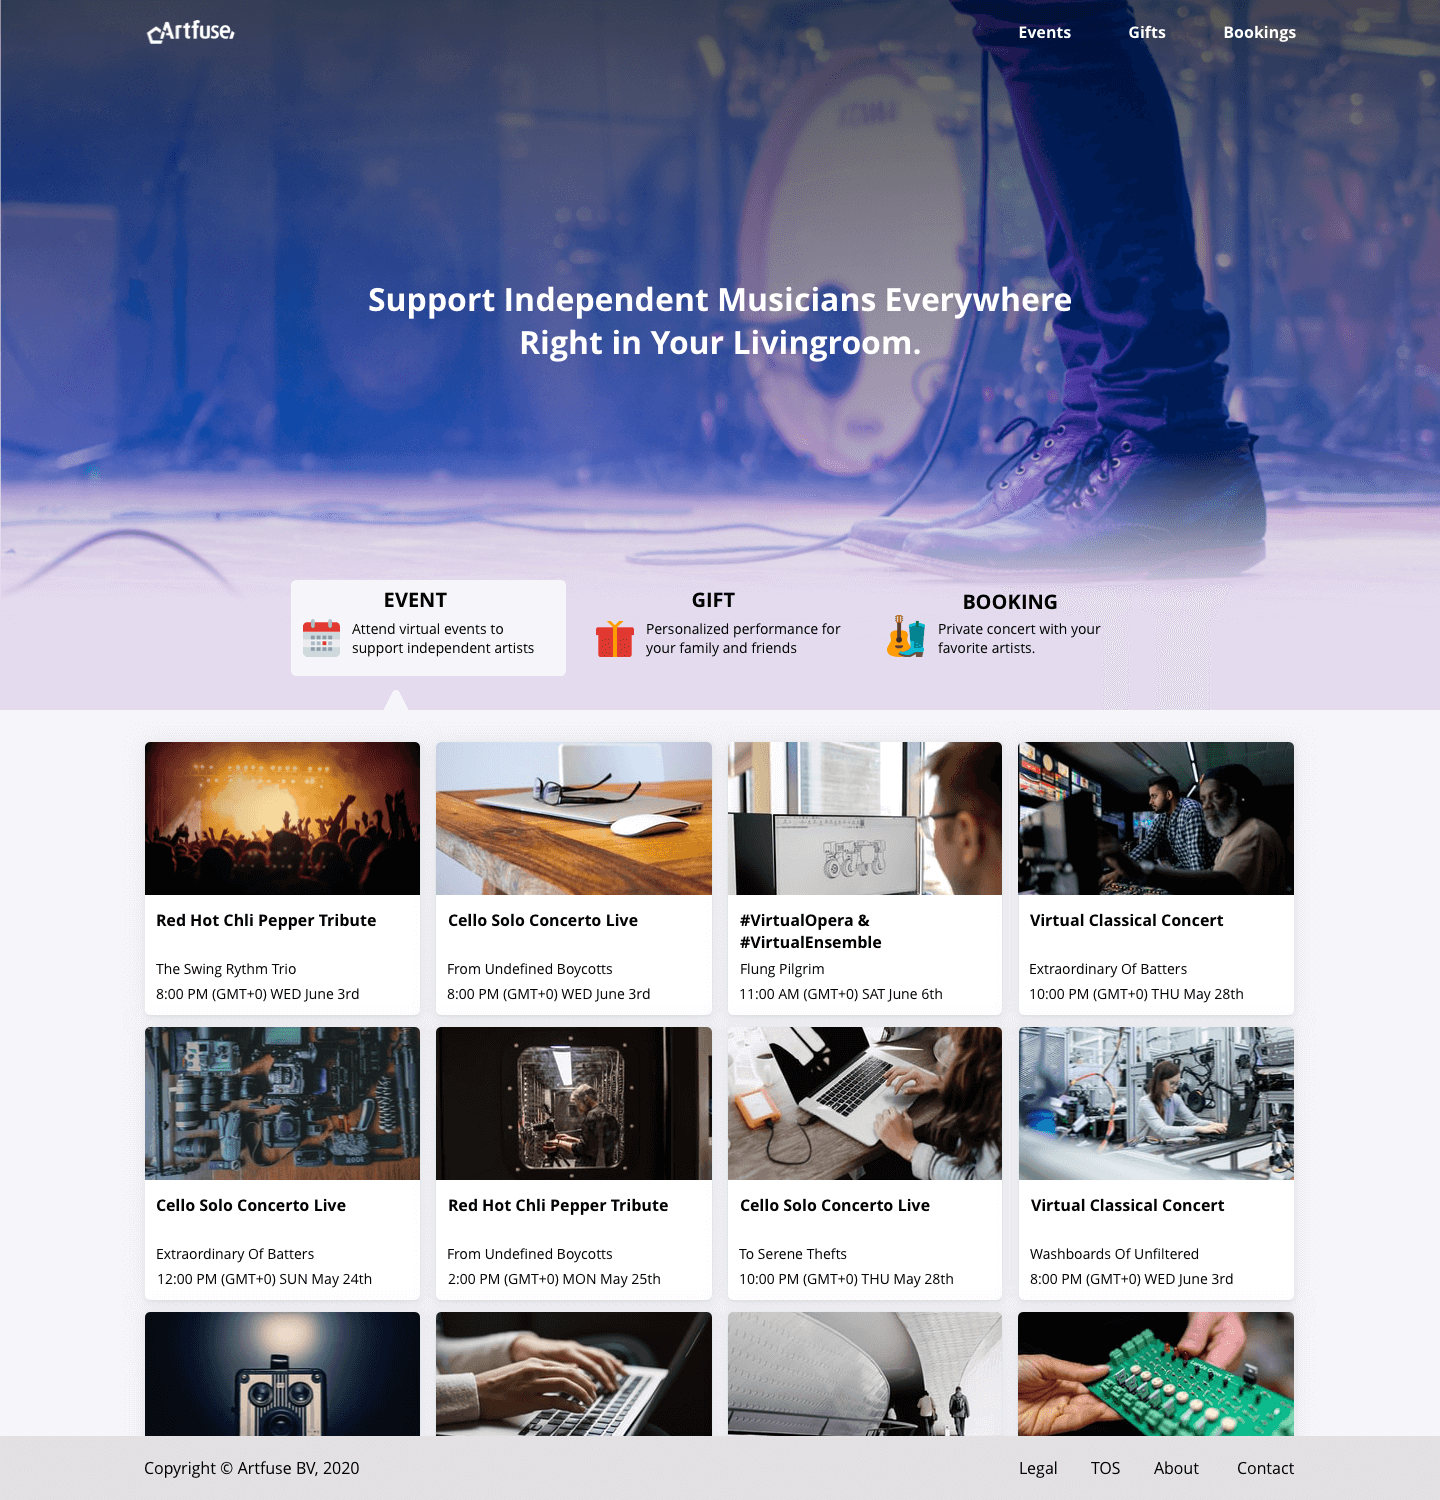 Artfuse
Events
Gifts
Bookings
Support Independent Musicians Everywhere
Right in Your Livingroom.
EVENT
Attend virtual events to
support independent artists
GIFT
Personalized performance for
your family and friends
BOOKING
Private concert with your
favorite artists.
Red Hot Chli Pepper Tribute
The Swing Rythm Trio
8:00 PM (GMT+0) WED June 3rd
Cello Solo Concerto Live
From Undefined Boycotts
8:00 PM (GMT+0) WED June 3rd
#VirtualOpera &
#VirtualEnsemble
Flung Pilgrim
11:00 AM (GMT+0) SAT June 6th
Virtual Classical Concert
Extraordinary Of Batters
10:00 PM (GMT+0) THU May 28th
Cello Solo Concerto Live
Extraordinary Of Batters
12:00 PM (GMT+0) SUN May 24th
Red Hot Chli Pepper Tribute
From Undefined Boycotts
2:00 PM (GMT+0) MON May 25th
Cello Solo Concerto Live
To Serene Thefts
10:00 PM (GMT+0) THU May 28th
Virtual Classical Concert
Washboards Of Unfiltered
8:00 PM (GMT+0) WED June 3rd
Copyright © Artfuse BV, 2020
Legal
TOS
About
Contact